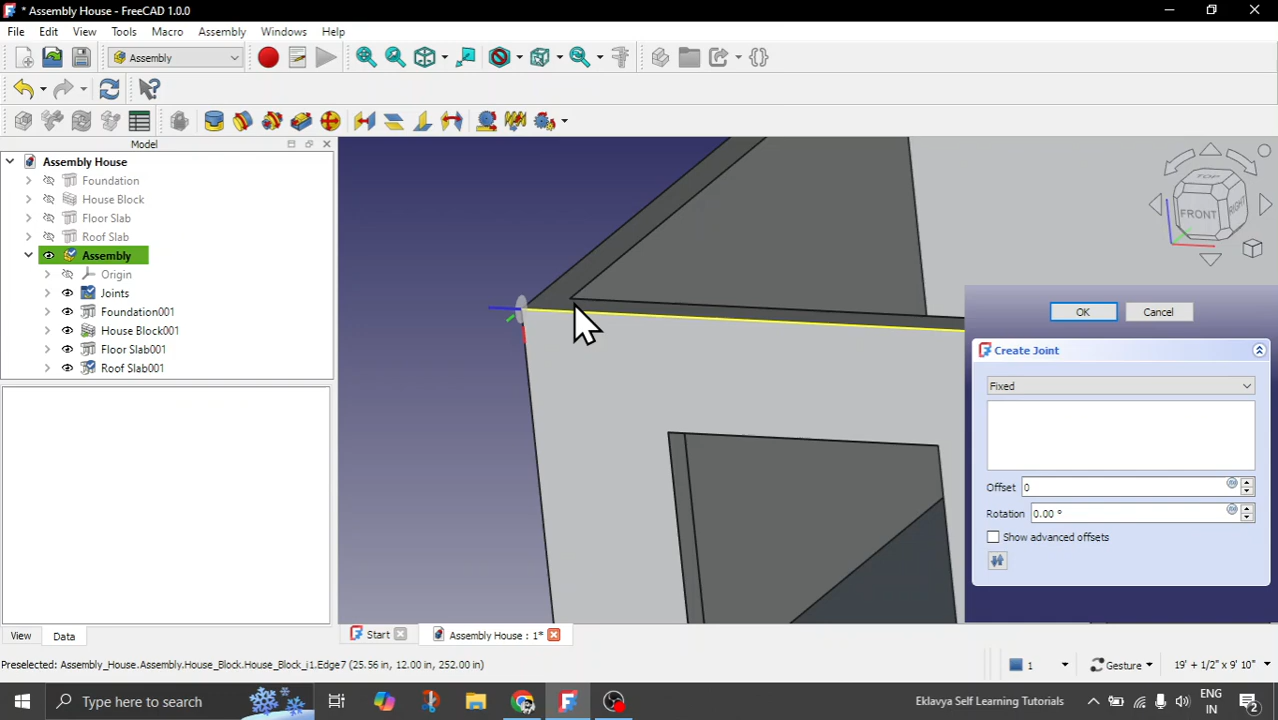 * Assembly House - FreeCAD 1.0.0
File Edit View Tools Macro Assembly Windows Help
Assembly
Model
Assembly House
Foundation
House Block
Floor Slab
Roof Slab
Assembly
Origin
Joints
Foundation001
House Block001
Floor Slab001
Roof Slab001
TOP
FRONT
RIGHT
OK Cancel
Create Joint
Fixed
Offset 0
Rotation 0.00 °
Show advanced offsets
View Data
Start Assembly House : 1*
Preselected: Assembly_House.Assembly.House_Block.House_Block_i1.Edge7 (25.56 in, 12.00 in, 252.00 in)
1 Gesture 19' + 1/2" x 9' 10"
Type here to search
Eklavya Self Learning Tutorials
ENG
IN
2